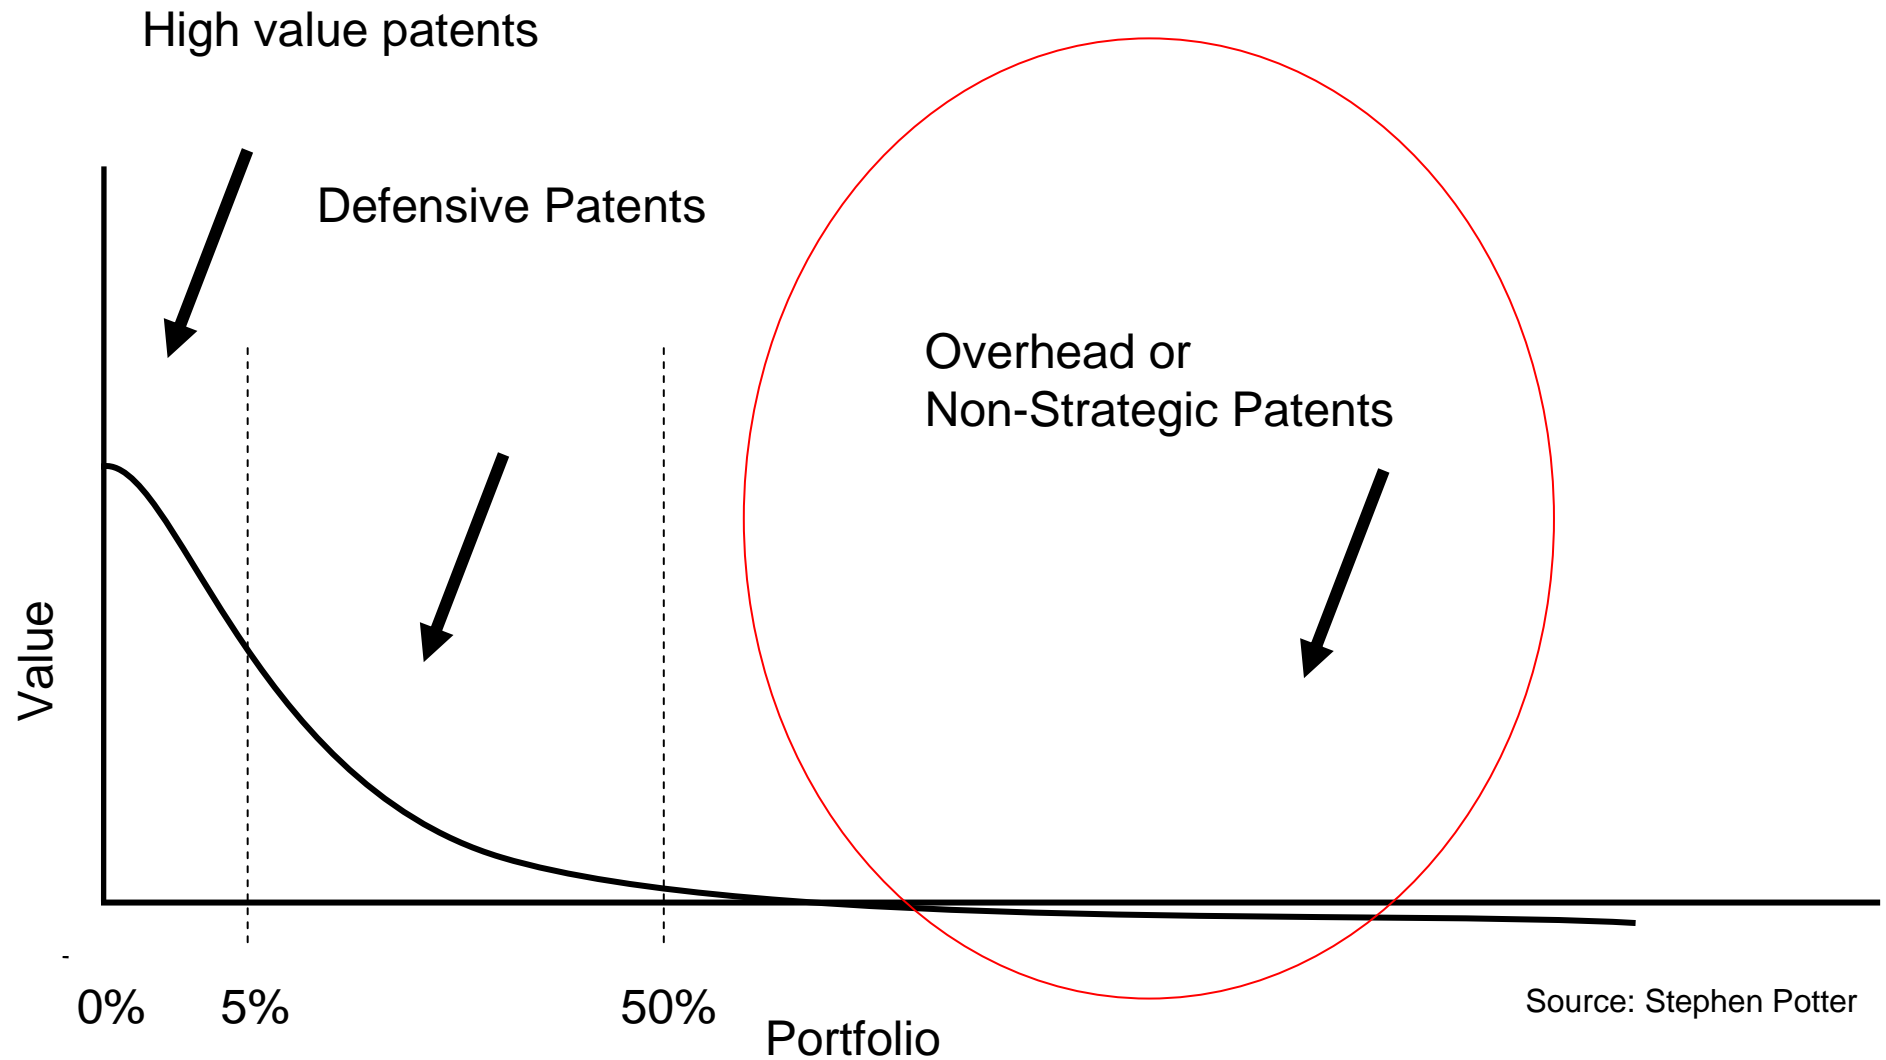 High value patents
Defensive Patents
Overhead or
Non-Strategic Patents
Value
-
0%
5%
50%
Portfolio
Source: Stephen Potter